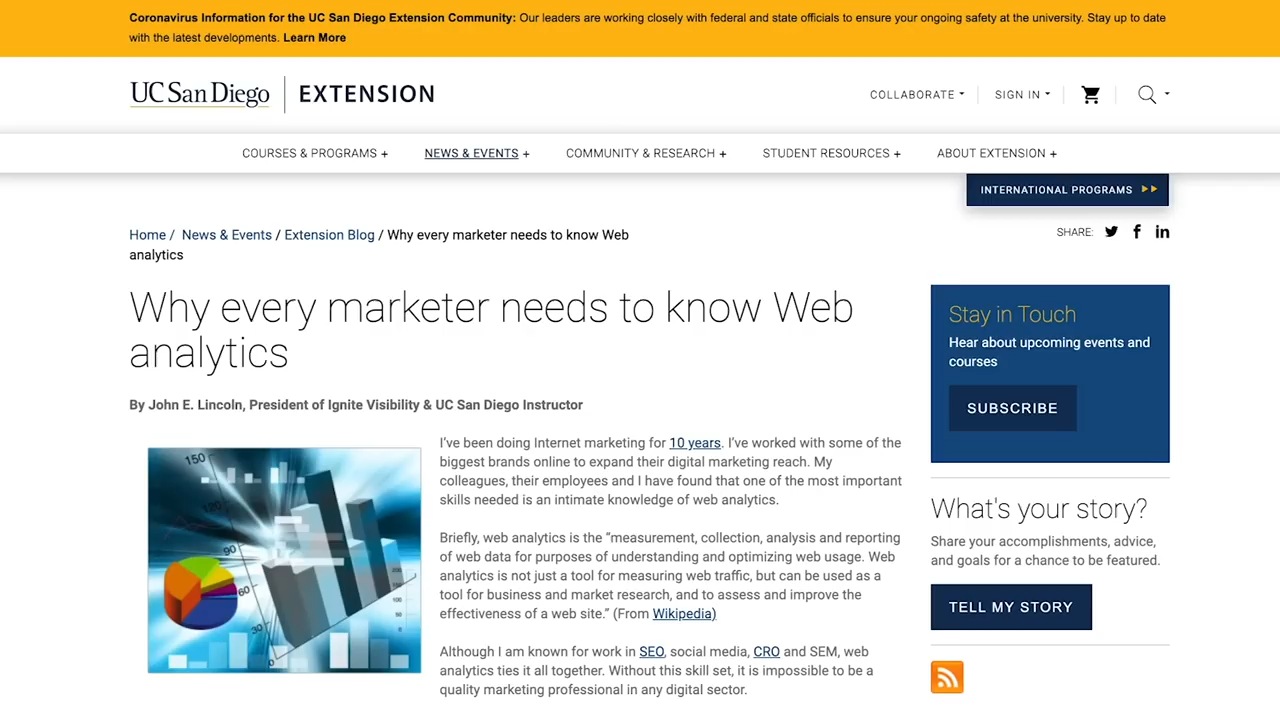 Coronavirus Information for the UC San Diego Extension Community: Our leaders are working closely with federal and state officials to ensure your ongoing safety at the university. Stay up to date
with the latest developments. Learn More
UC San Diego EXTENSION
COLLABORATE
SIGN IN
COURSES & PROGRAMS +
NEWS & EVENTS +
COMMUNITY & RESEARCH +
STUDENT RESOURCES +
ABOUT EXTENSION +
INTERNATIONAL PROGRAMS
Home / News & Events / Extension Blog / Why every marketer needs to know Web
analytics
SHARE:
Why every marketer needs to know Web
analytics
By John E. Lincoln, President of Ignite Visibility & UC San Diego Instructor
150
120
90
60
30
0
200
100
50
0
I've been doing Internet marketing for 10 years. I've worked with some of the
biggest brands online to expand their digital marketing reach. My
colleagues, their employees and I have found that one of the most important
skills needed is an intimate knowledge of web analytics.
Briefly, web analytics is the “measurement, collection, analysis and reporting
of web data for purposes of understanding and optimizing web usage. Web
analytics is not just a tool for measuring web traffic, but can be used as a
tool for business and market research, and to assess and improve the
effectiveness of a web site.” (From Wikipedia)
Although I am known for work in SEO, social media, CRO and SEM, web
analytics ties it all together. Without this skill set, it is impossible to be a
quality marketing professional in any digital sector.
Stay in Touch
Hear about upcoming events and
courses
SUBSCRIBE
What's your story?
Share your accomplishments, advice,
and goals for a chance to be featured.
TELL MY STORY